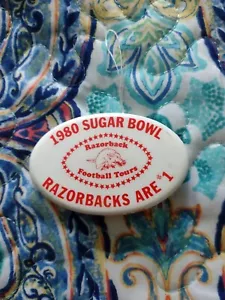 1980 SUGAR BOWL
Razorback
Football Tours
RAZORBACKS ARE #1